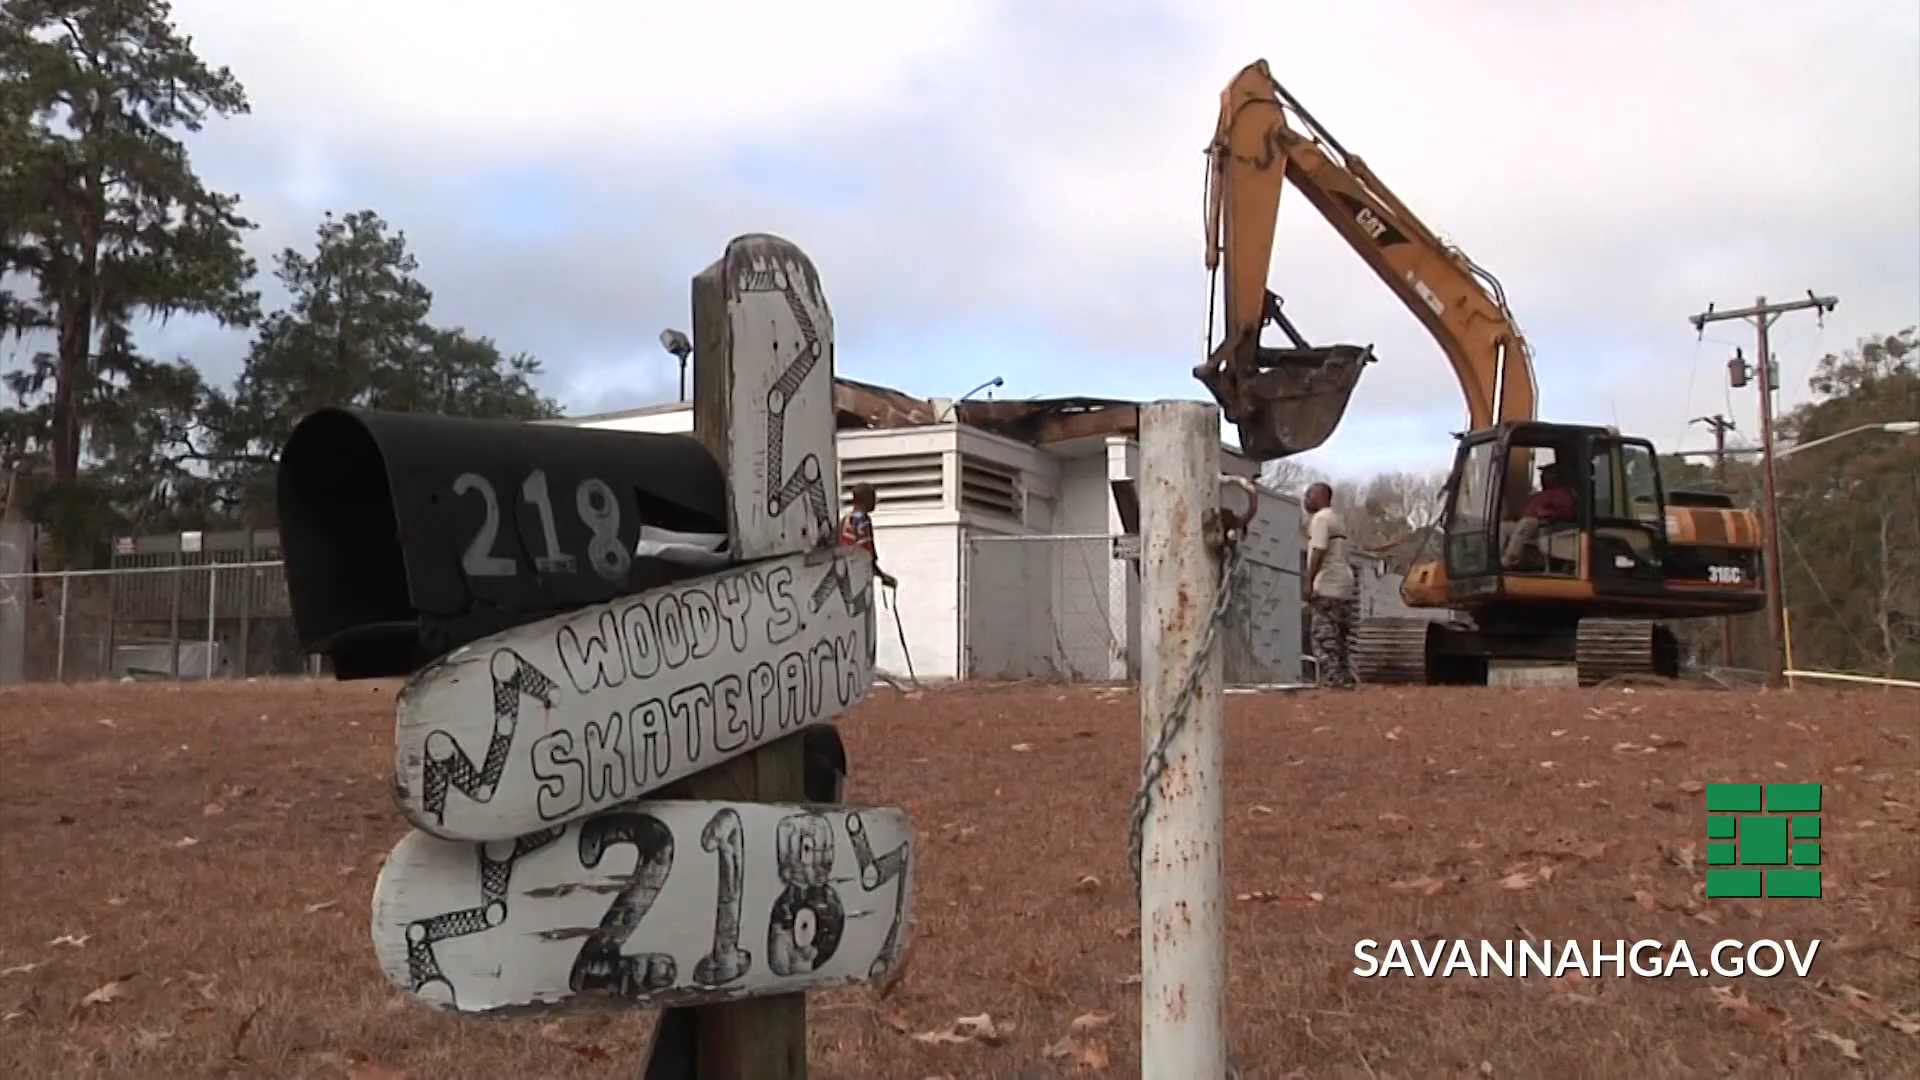 218
WOODY'S
SKATEPARK
218
CAT
318C
SAVANNAHGA.GOV